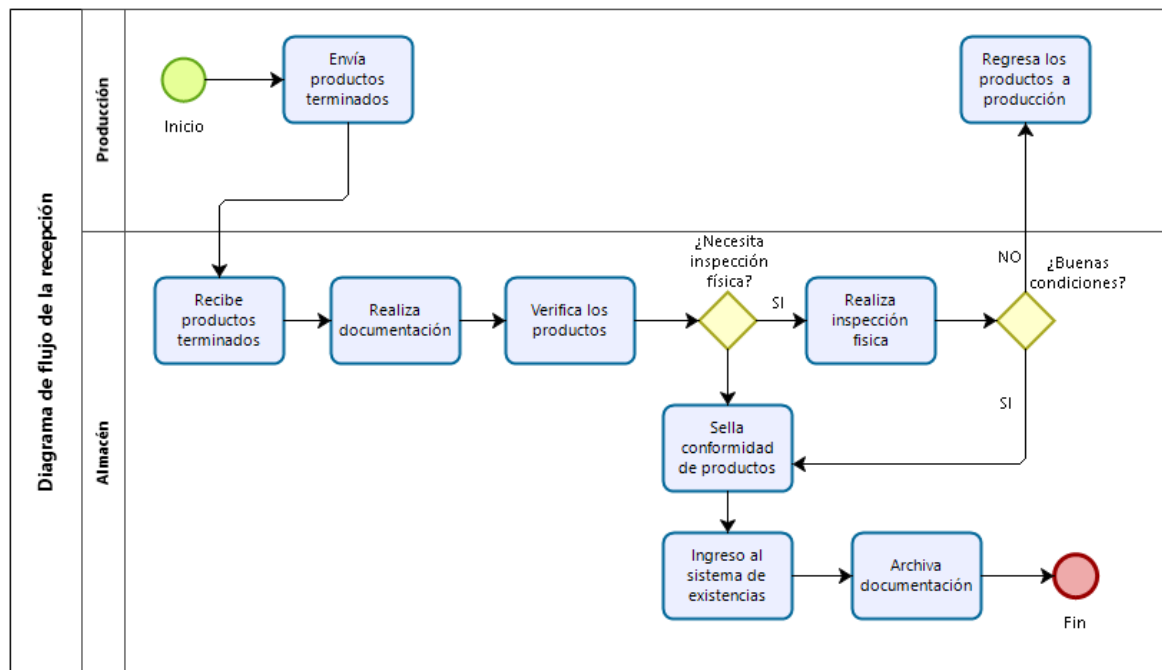 Diagrama de flujo de la recepción
Producción
Inicio
Envía
productos
terminados
Regresa los
productos a
producción
Almacén
Recibe
productos
terminados
Realiza
documentación
Verifica los
productos
¿Necesita
inspección
física?
SI
Realiza
inspección
fisica
NO
¿Buenas
condiciones?
SI
Sella
conformidad
de productos
Ingreso al
sistema de
existencias
Archiva
documentación
Fin